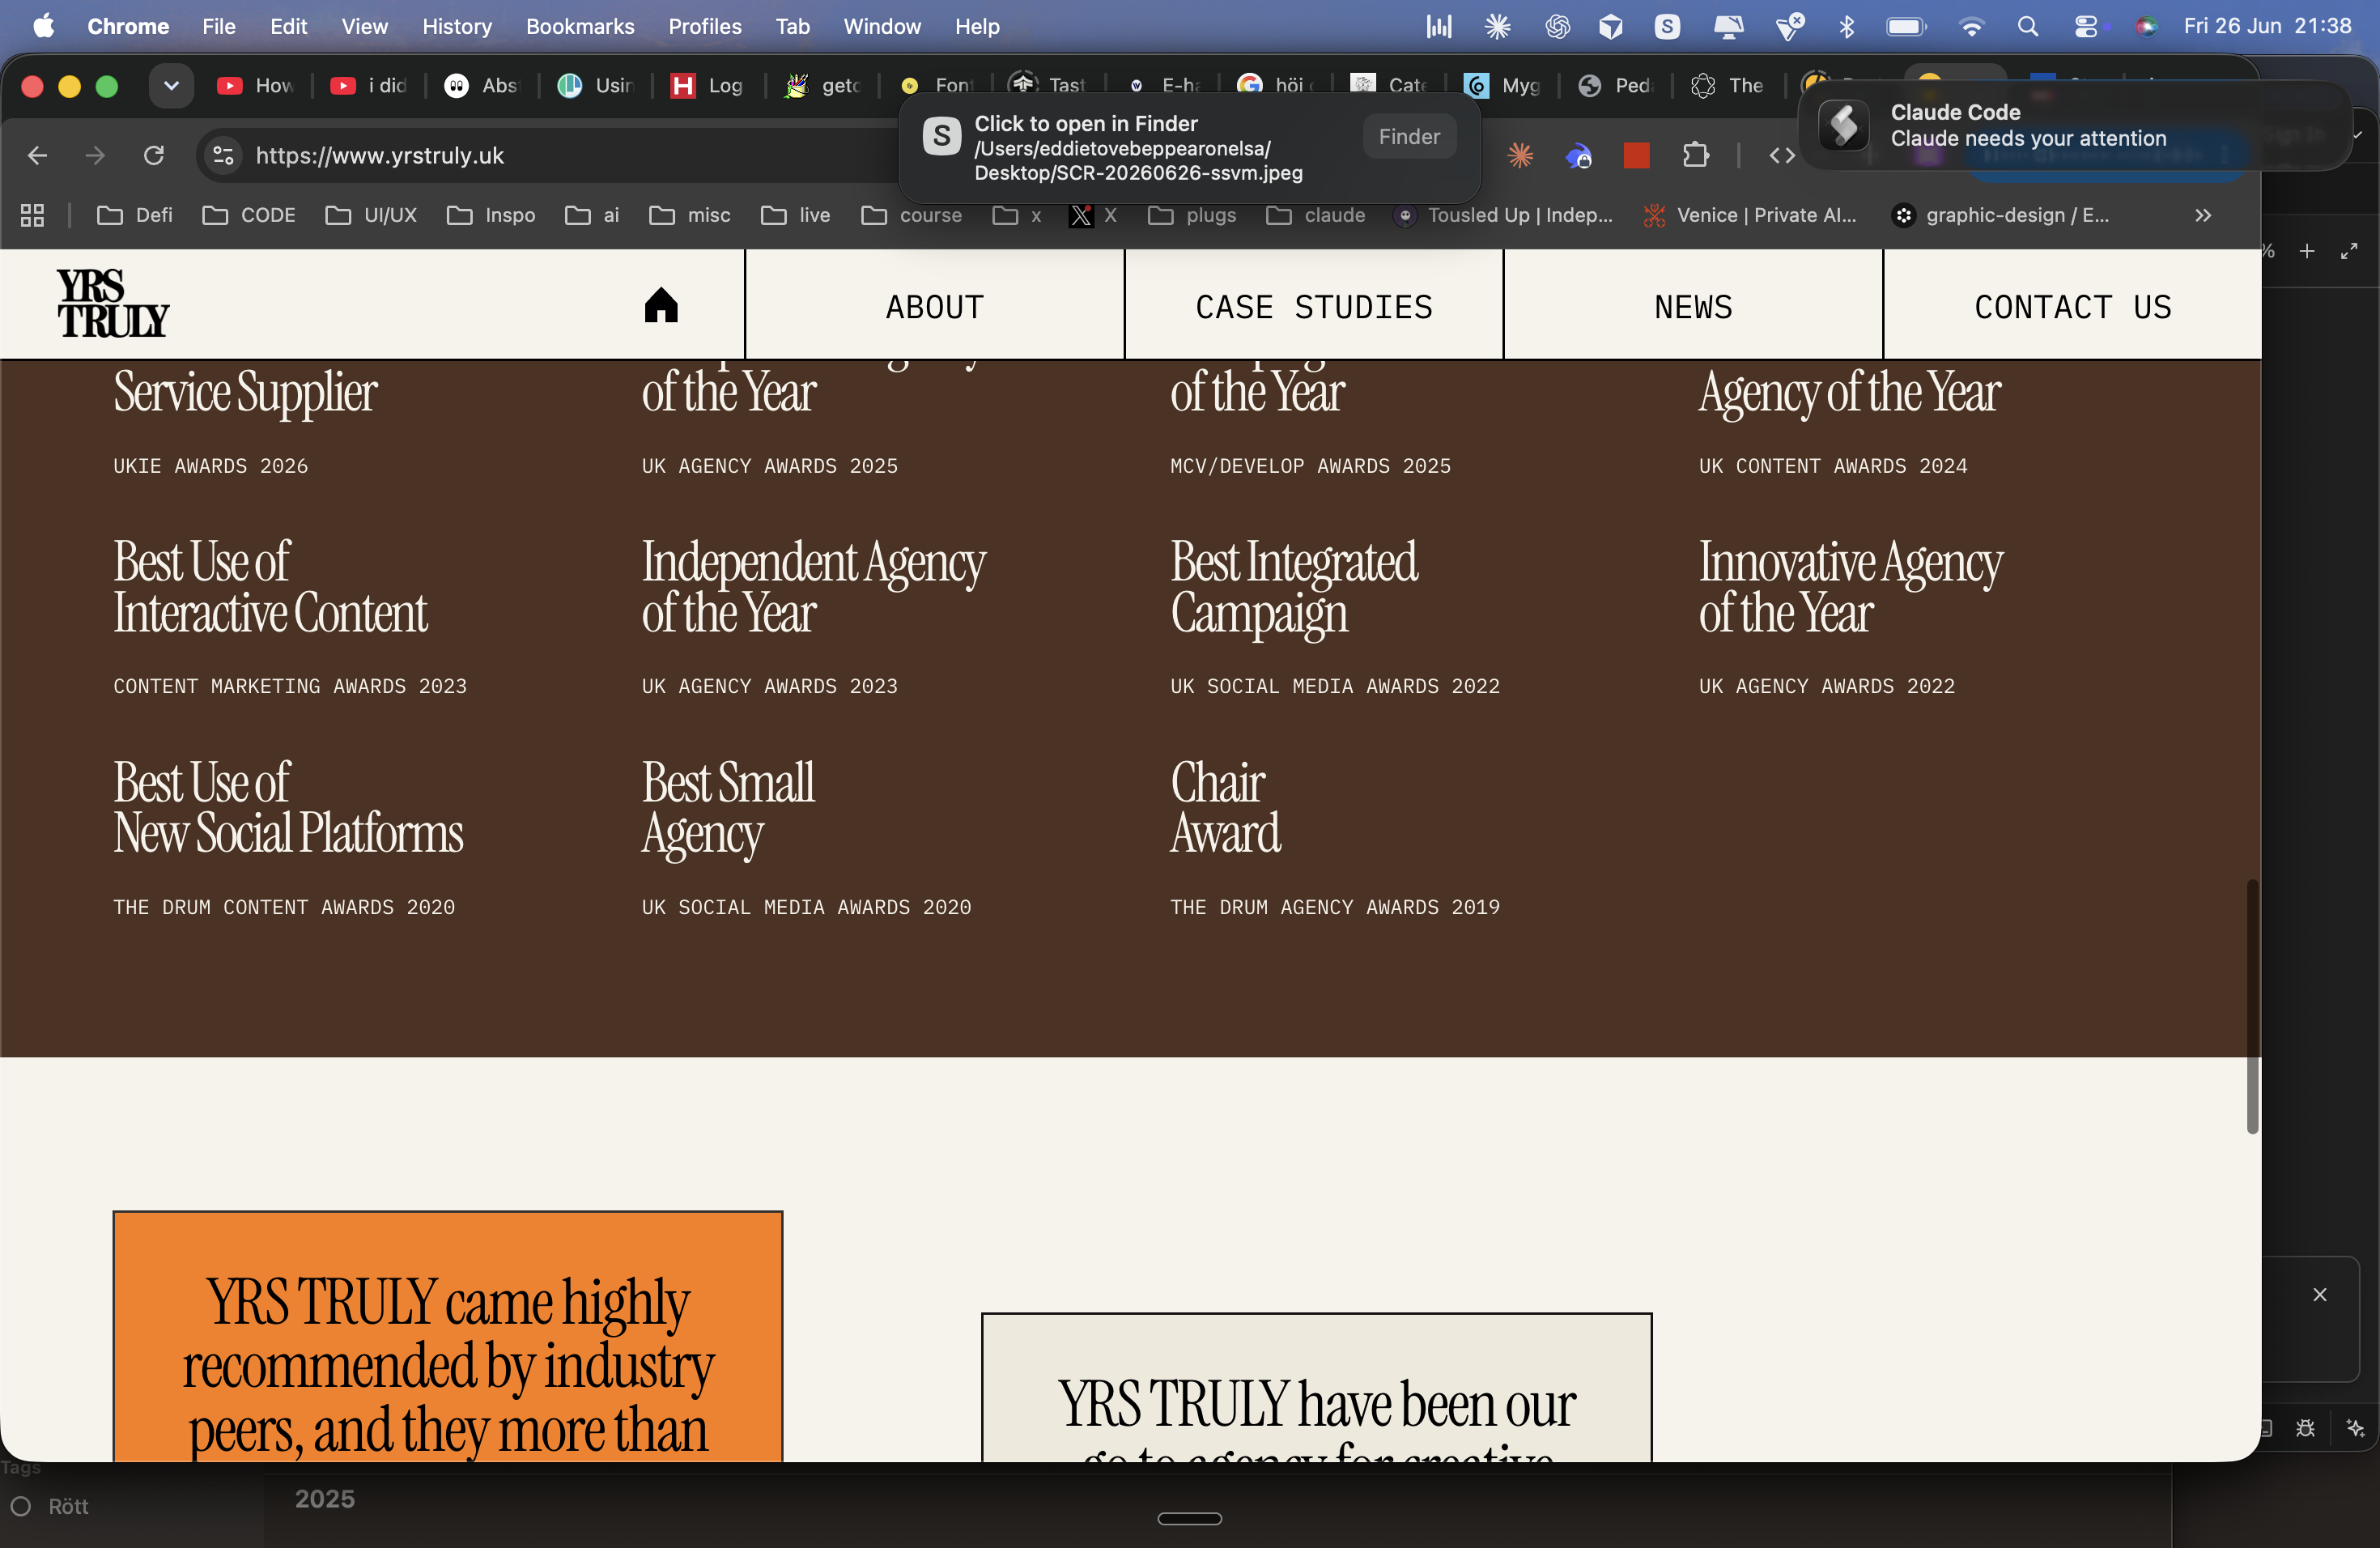 Chrome File Edit View History Bookmarks Profiles Tab Window Help
Fri 26 Jun 21:38
How
i did
Abs
Usin
Log
getc
Font
Tast
E-ha
höi
Cate
Myg
Ped
The
Click to open in Finder
/Users/eddietovebeppearonelsa/
Desktop/SCR-20260626-ssvm.jpeg
Finder
Claude Code
Claude needs your attention
https://www.yrstruly.uk
Defi CODE UI/UX Inspo ai misc live course x X plugs claude Tousled Up | Indep... Venice | Private AI... graphic-design / E...
YRS
TRULY
ABOUT CASE STUDIES NEWS CONTACT US
Service Supplier
UKIE AWARDS 2026
of the Year
UK AGENCY AWARDS 2025
of the Year
MCV/DEVELOP AWARDS 2025
Agency of the Year
UK CONTENT AWARDS 2024
Best Use of
Interactive Content
CONTENT MARKETING AWARDS 2023
Independent Agency
of the Year
UK AGENCY AWARDS 2023
Best Integrated
Campaign
UK SOCIAL MEDIA AWARDS 2022
Innovative Agency
of the Year
UK AGENCY AWARDS 2022
Best Use of
New Social Platforms
THE DRUM CONTENT AWARDS 2020
Best Small
Agency
UK SOCIAL MEDIA AWARDS 2020
Chair
Award
THE DRUM AGENCY AWARDS 2019
YRS TRULY came highly
recommended by industry
peers, and they more than
YRS TRULY have been our
go to agency for creative
Tags
Rött
2025